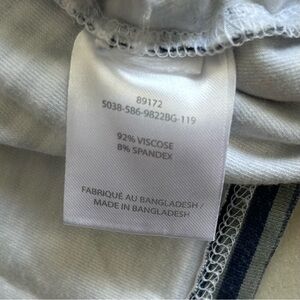 89172
5038-586-9822BG-119
92% VISCOSE
8% SPANDEX
FABRIQUÉ AU BANGLADESH /
MADE IN BANGLADESH